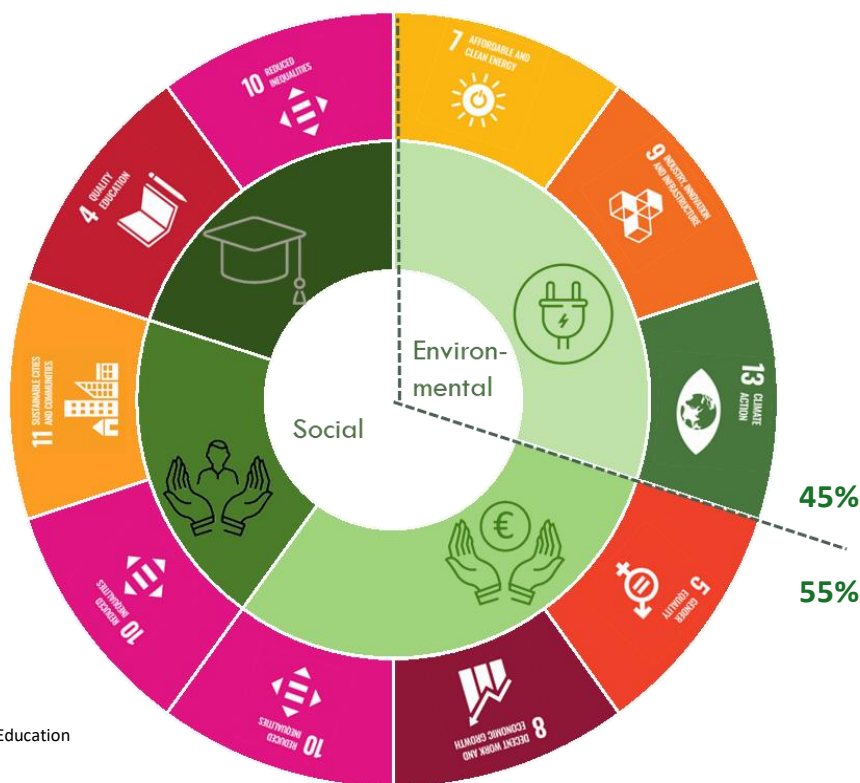 7 AFFORDABLE AND
CLEAN ENERGY
9 INDUSTRY, INNOVATION
AND INFRASTRUCTURE
13 CLIMATE
ACTION
5 GENDER
EQUALITY
8 DECENT WORK AND
ECONOMIC GROWTH
10 REDUCED
INEQUALITIES
10 REDUCED
INEQUALITIES
11 SUSTAINABLE CITIES
AND COMMUNITIES
4 QUALITY
EDUCATION
10 REDUCED
INEQUALITIES
Environ-
mental
Social
€
45%
55%
Education